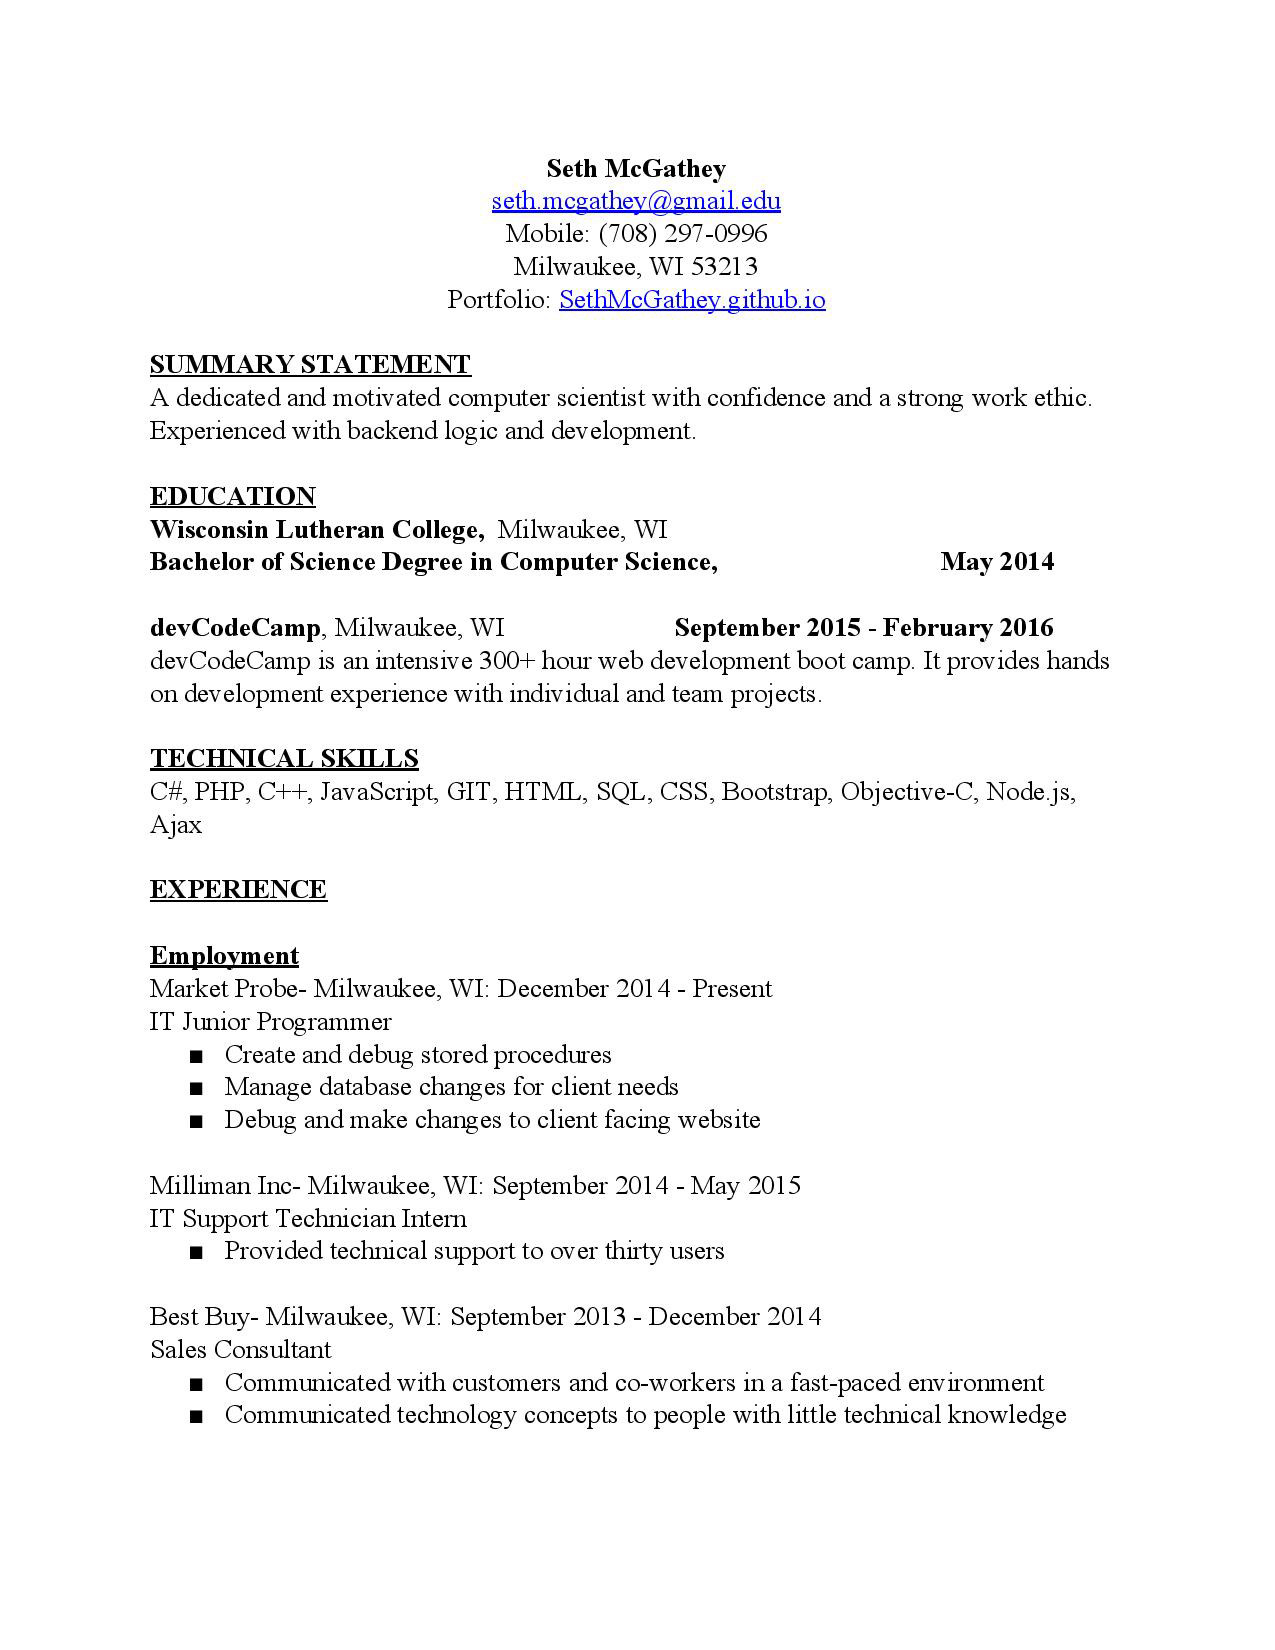 Seth McGathey
seth.mcgathey@gmail.edu
Mobile: (708) 297-0996
Milwaukee, WI 53213
Portfolio: SethMcGathey.github.io
SUMMARY STATEMENT
A dedicated and motivated computer scientist with confidence and a strong work ethic.
Experienced with backend logic and development.
EDUCATION
Wisconsin Lutheran College, Milwaukee, WI
Bachelor of Science Degree in Computer Science, May 2014
devCodeCamp, Milwaukee, WI September 2015 - February 2016
devCodeCamp is an intensive 300+ hour web development boot camp. It provides hands
on development experience with individual and team projects.
TECHNICAL SKILLS
C#, PHP, C++, JavaScript, GIT, HTML, SQL, CSS, Bootstrap, Objective-C, Node.js,
Ajax
EXPERIENCE
Employment
Market Probe- Milwaukee, WI: December 2014 - Present
IT Junior Programmer
■ Create and debug stored procedures
■ Manage database changes for client needs
■ Debug and make changes to client facing website
Milliman Inc- Milwaukee, WI: September 2014 - May 2015
IT Support Technician Intern
■ Provided technical support to over thirty users
Best Buy- Milwaukee, WI: September 2013 - December 2014
Sales Consultant
■ Communicated with customers and co-workers in a fast-paced environment
■ Communicated technology concepts to people with little technical knowledge